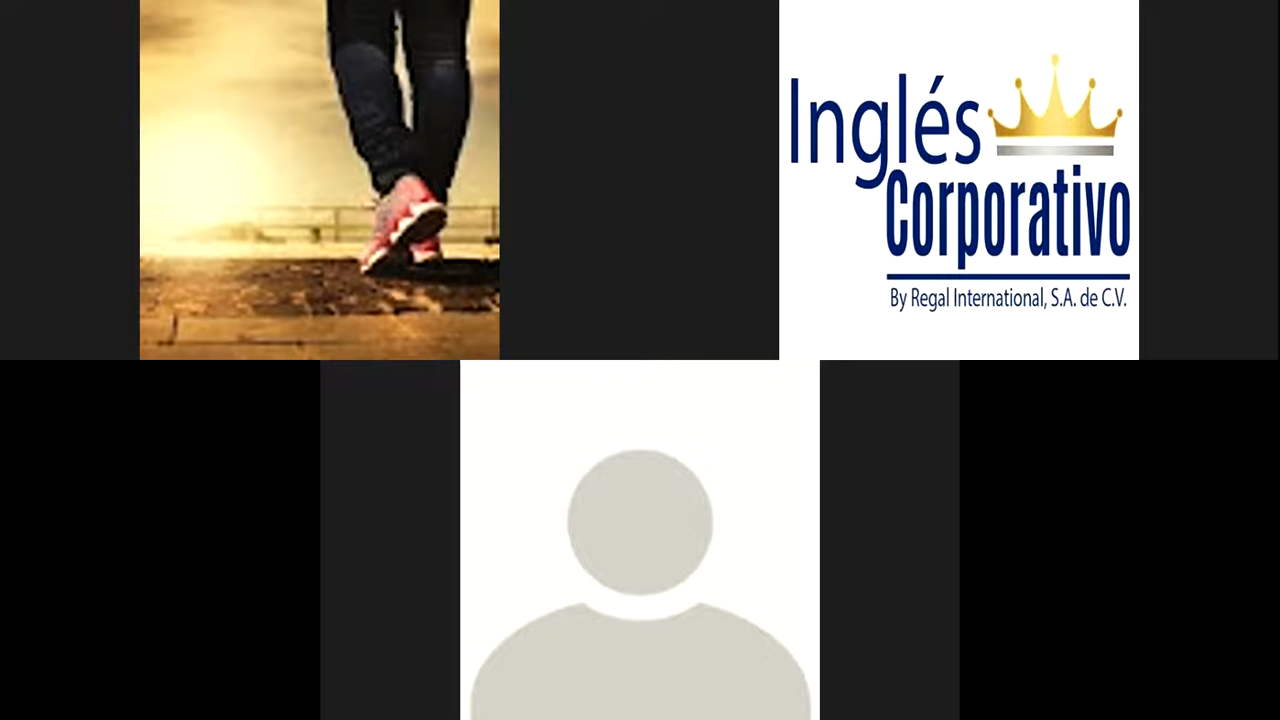 Inglés
Corporativo
By Regal International, S.A. de C.V.